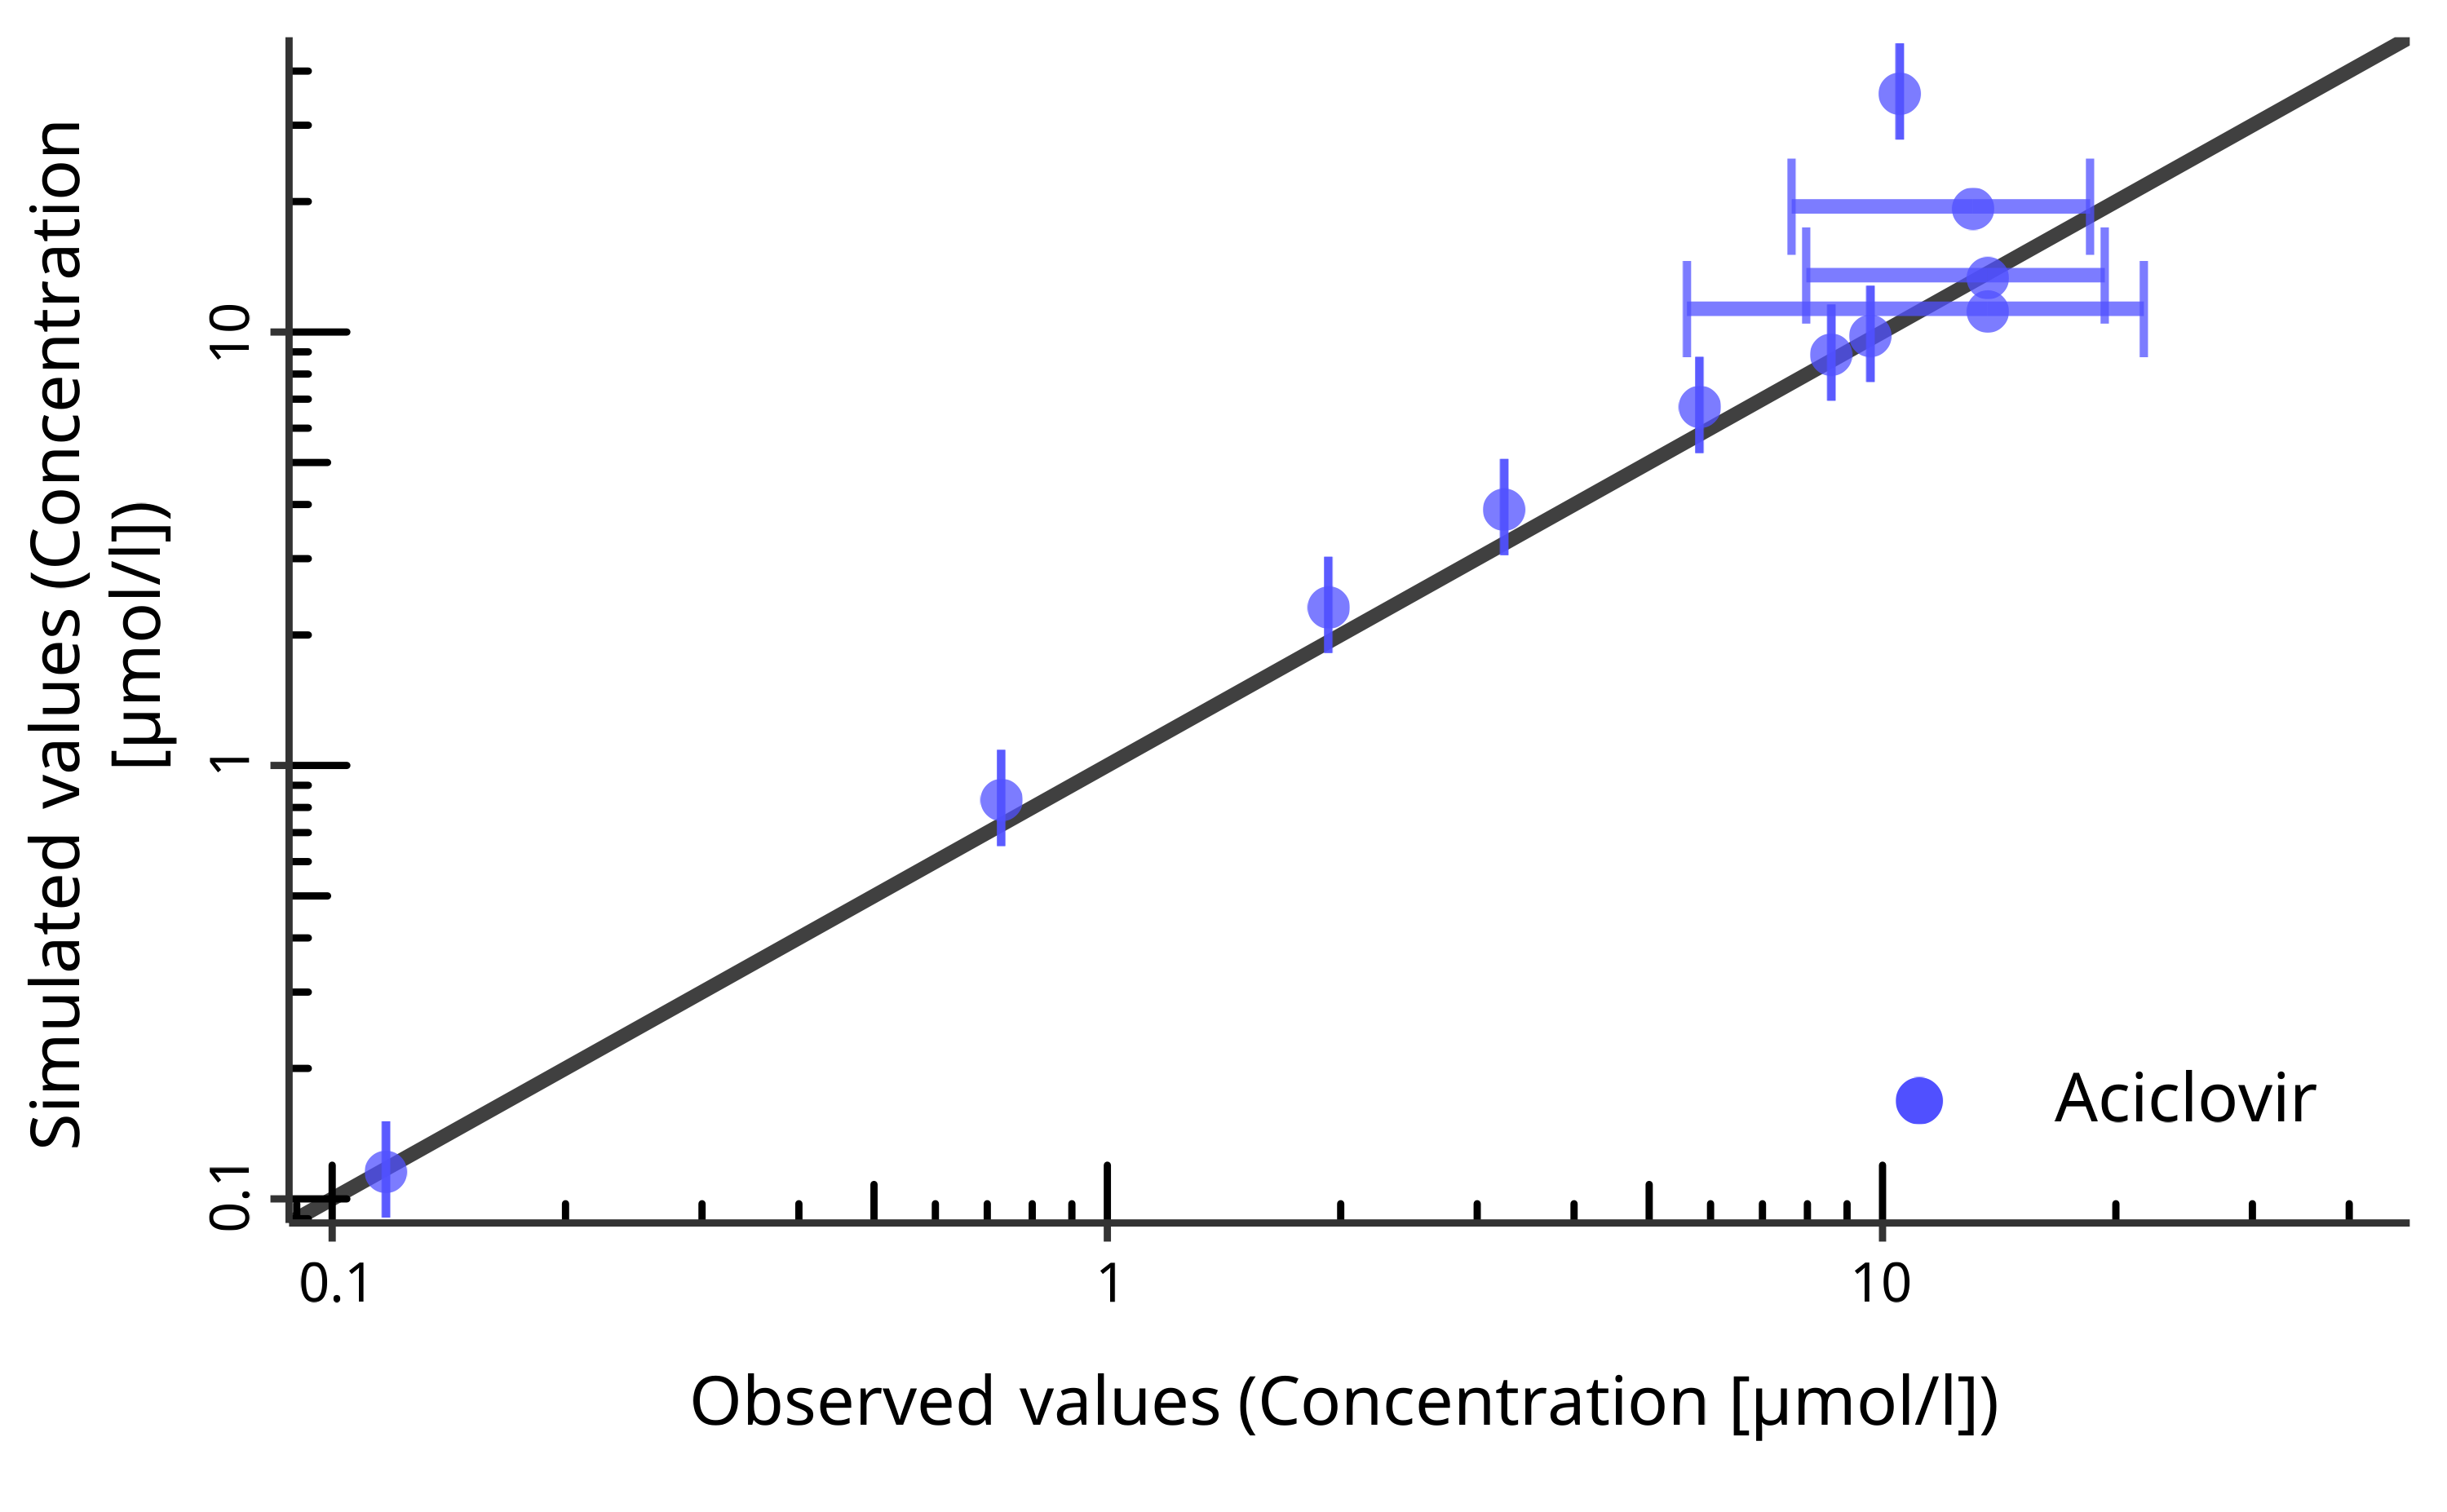 Simulated values (Concentration
[µmol/l])
10
1
0.1
Aciclovir
0.1
1
10
Observed values (Concentration [µmol/l])